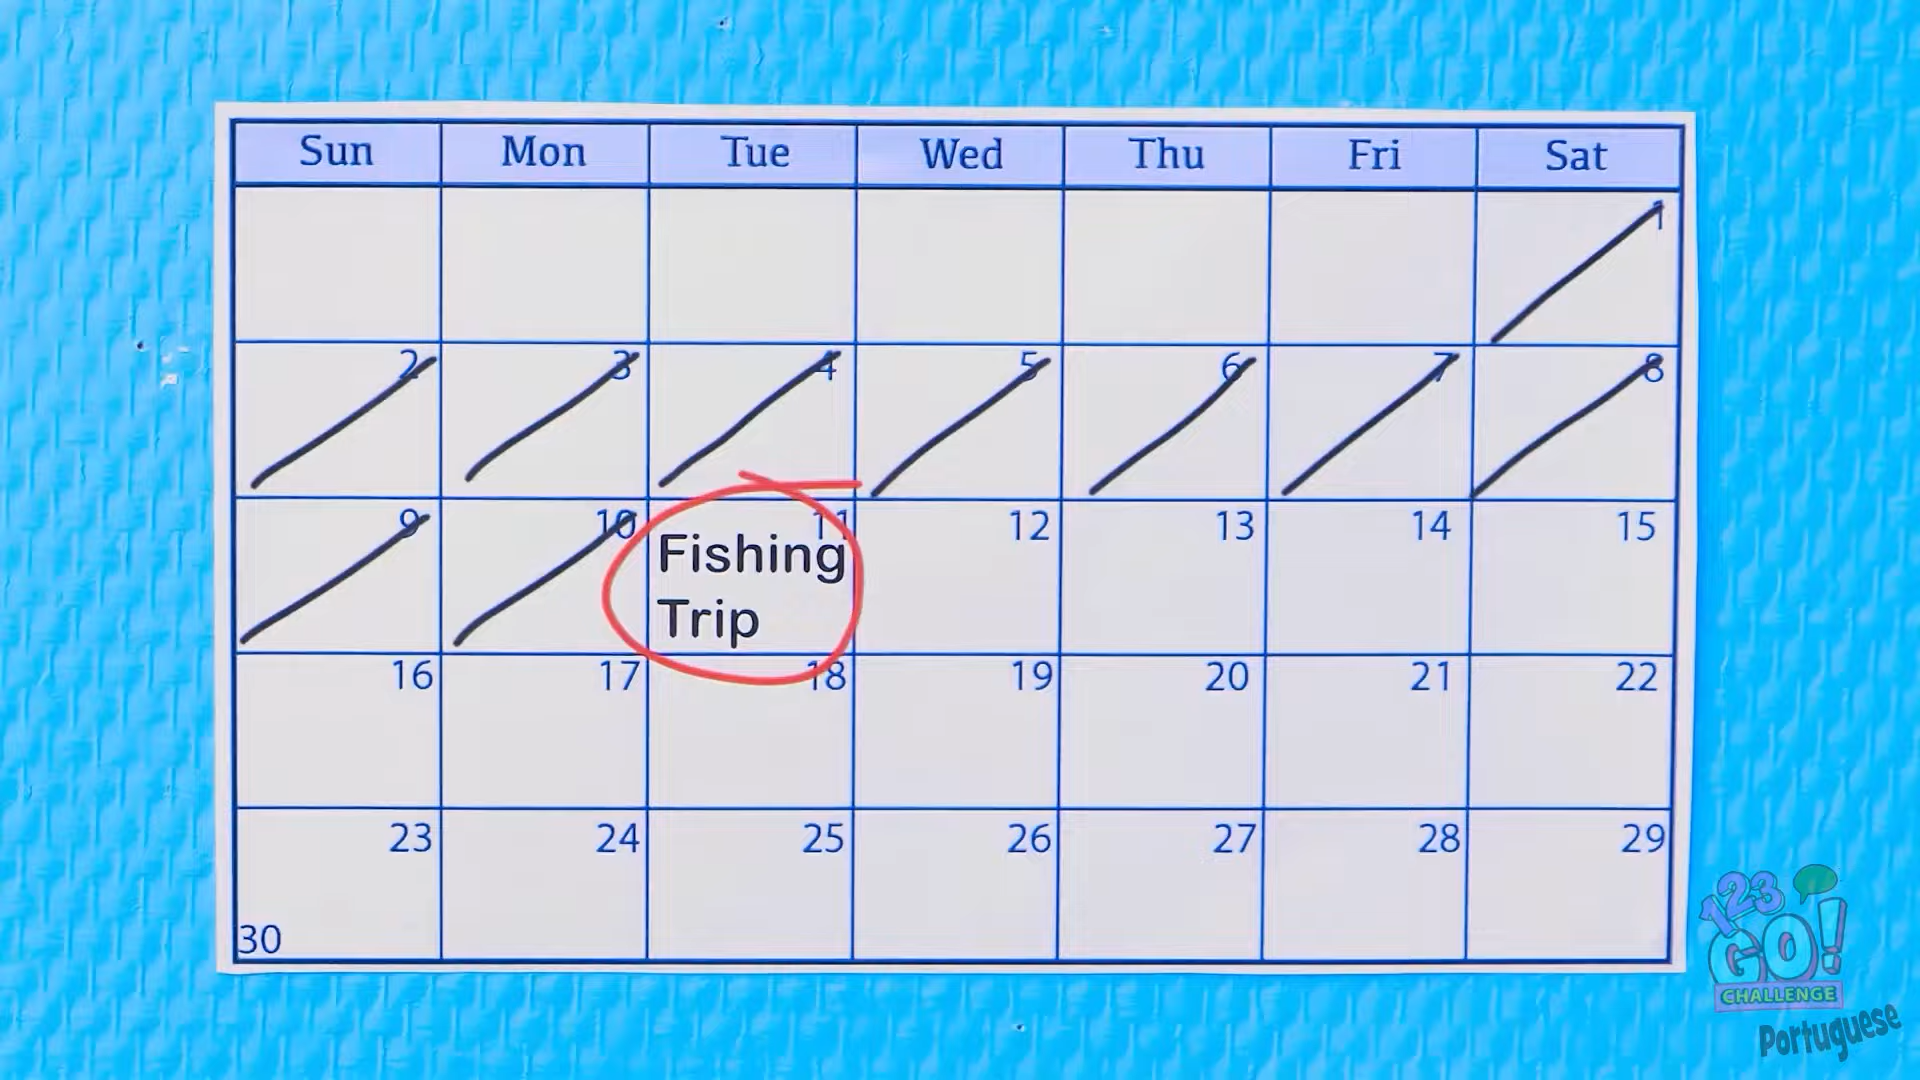 Sun Mon Tue Wed Thu Fri Sat
1
2 3 4 5 6 7 8
9 10 11 12 13 14 15
Fishing
Trip
16 17 18 19 20 21 22
23 24 25 26 27 28 29
30
123
GO!
CHALLENGE
Portuguese